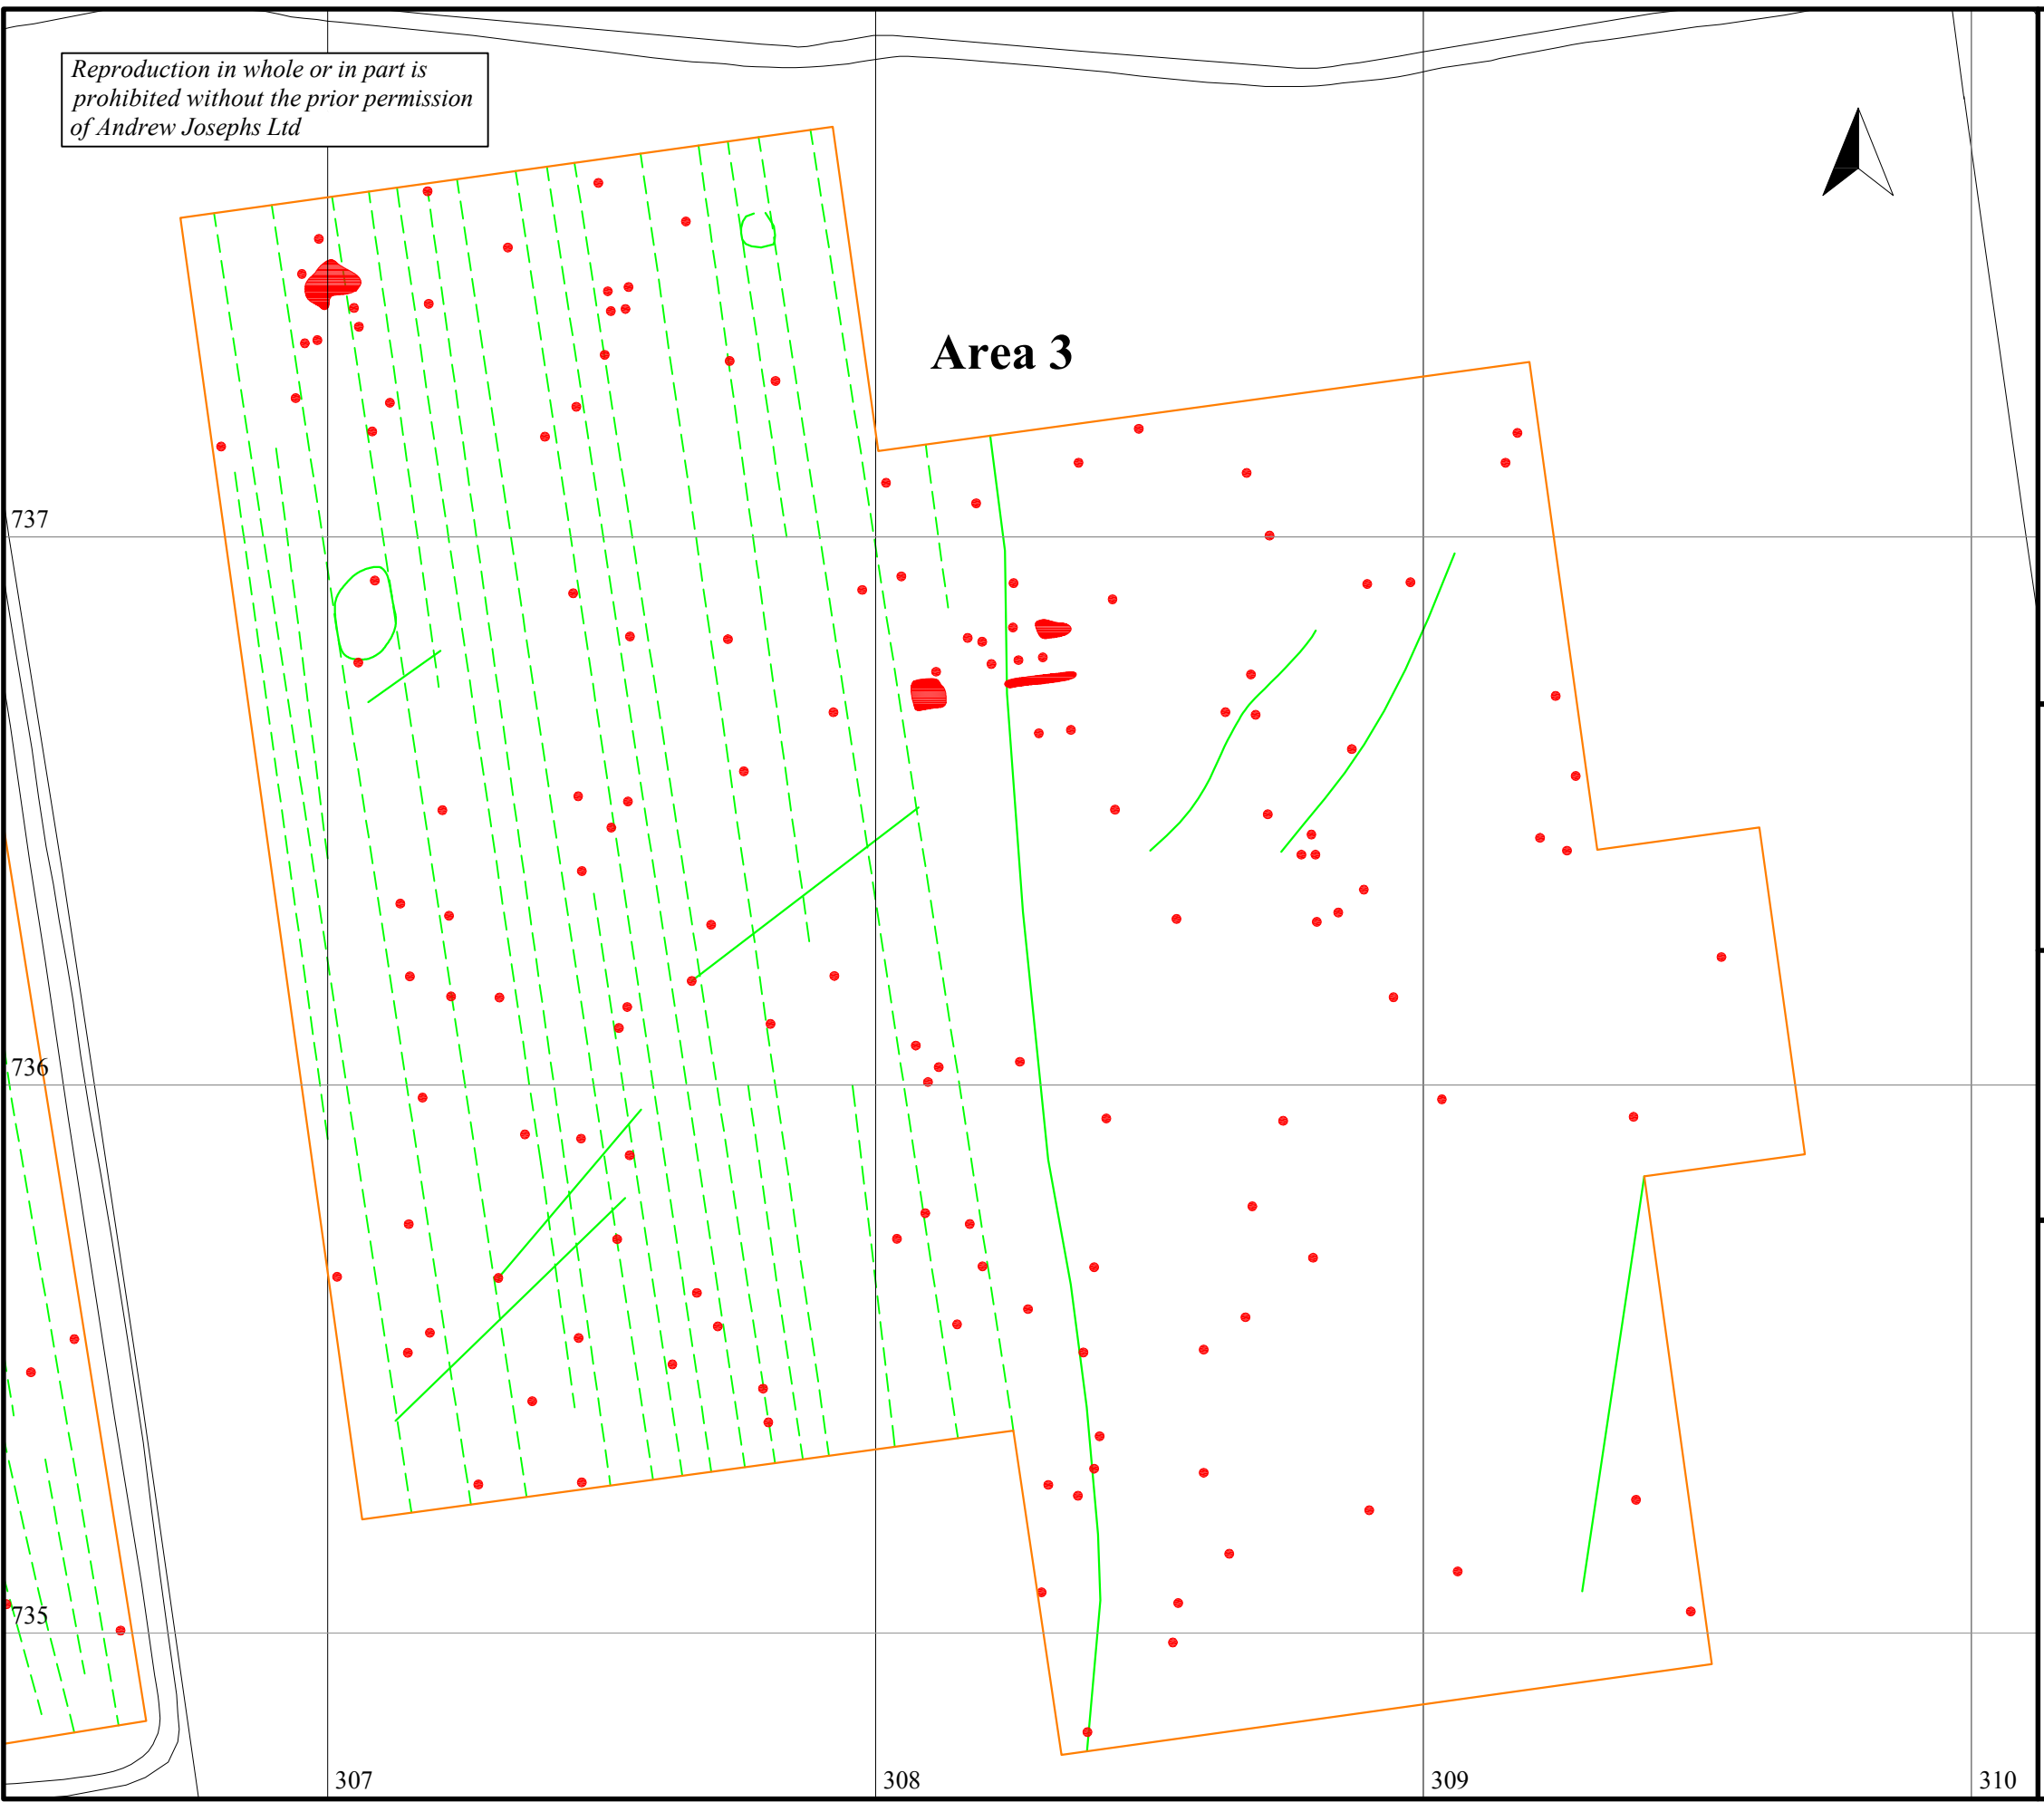 Reproduction in whole or in part is
prohibited without the prior permission
of Andrew Josephs Ltd
Area 3
737
736
735
307
308
309
310